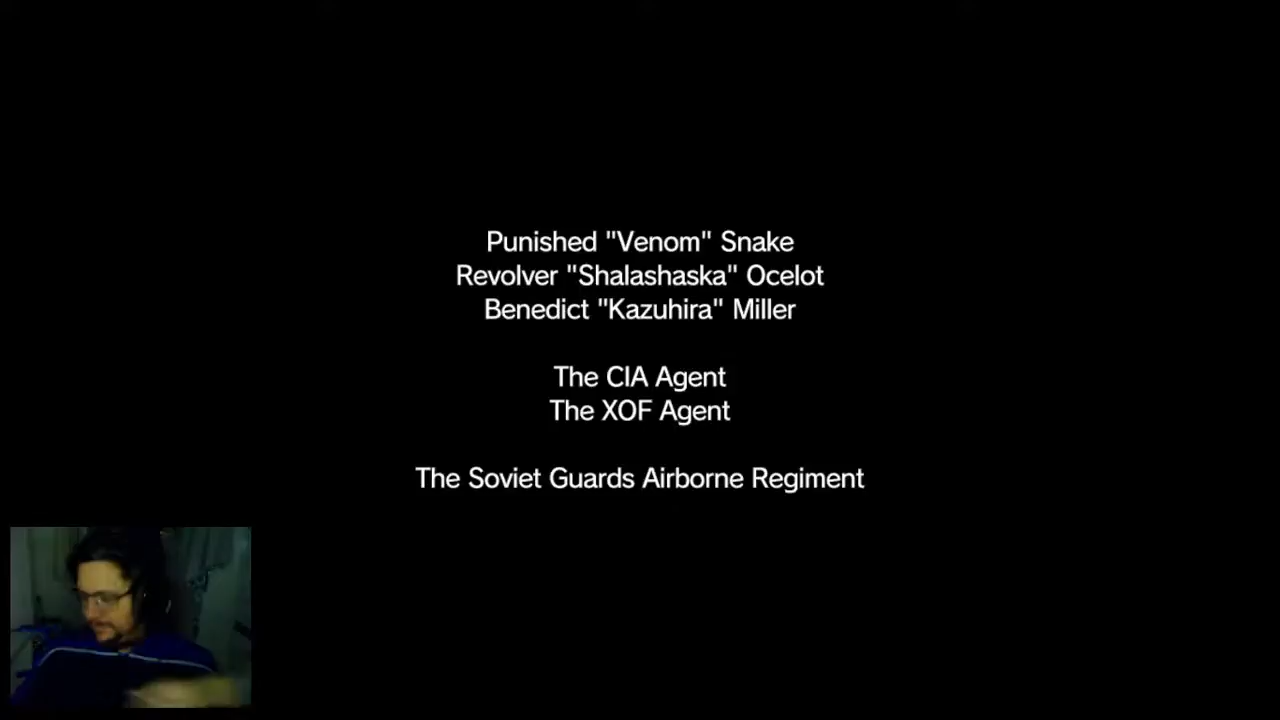 Punished "Venom" Snake
Revolver "Shalashaska" Ocelot
Benedict "Kazuhira" Miller
The CIA Agent
The XOF Agent
The Soviet Guards Airborne Regiment